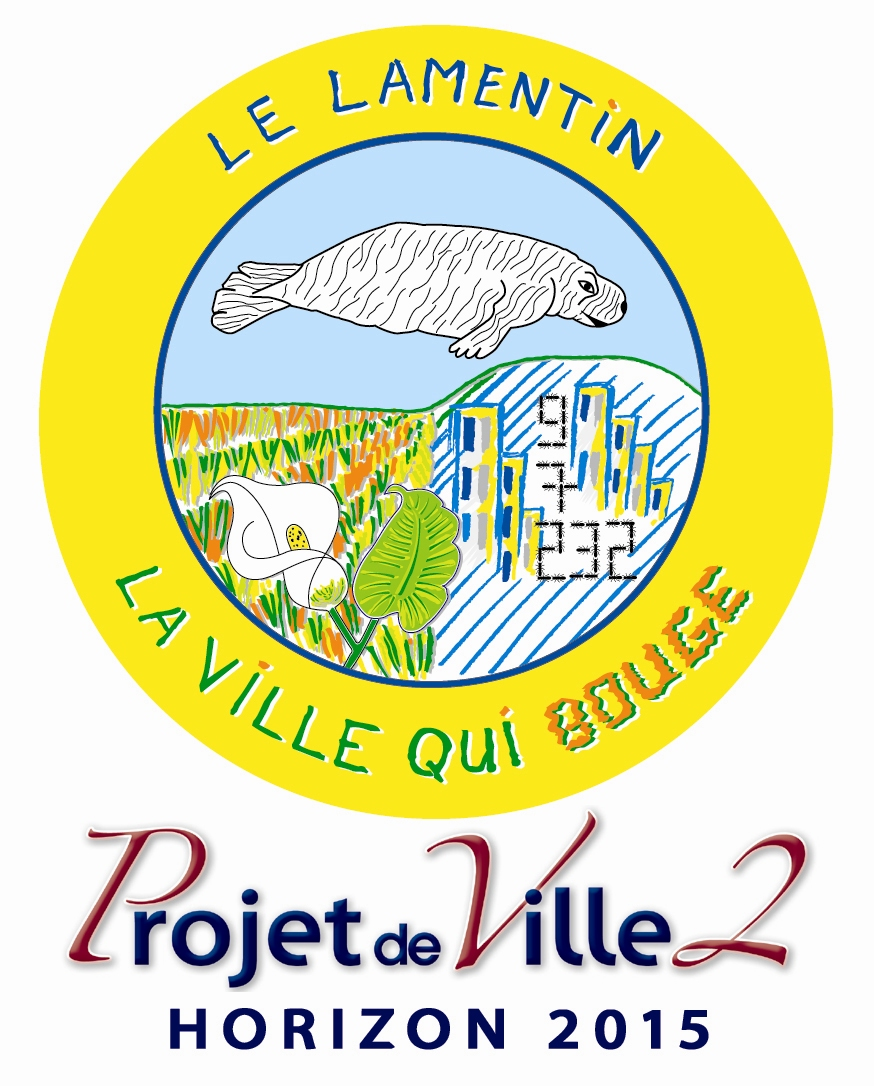 LE LAMENTiN
97
232
LA ViLLE QUi BOUGE
Projet de Ville 2
HORIZON 2015